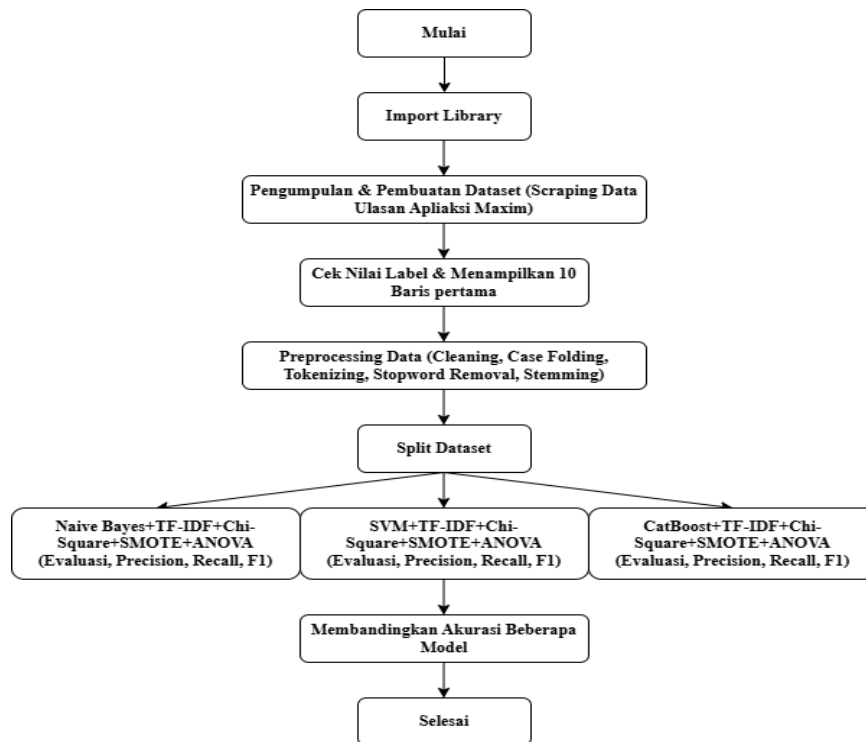 Mulai
Import Library
Pengumpulan & Pembuatan Dataset (Scraping Data
Ulasan Apliaksi Maxim)
Cek Nilai Label & Menampilkan 10
Baris pertama
Preprocessing Data (Cleaning, Case Folding,
Tokenizing, Stopword Removal, Stemming)
Split Dataset
Naive Bayes+TF-IDF+Chi-
Square+SMOTE+ANOVA
(Evaluasi, Precision, Recall, F1)
SVM+TF-IDF+Chi-
Square+SMOTE+ANOVA
(Evaluasi, Precision, Recall, F1)
CatBoost+TF-IDF+Chi-
Square+SMOTE+ANOVA
(Evaluasi, Precision, Recall, F1)
Membandingkan Akurasi Beberapa
Model
Selesai